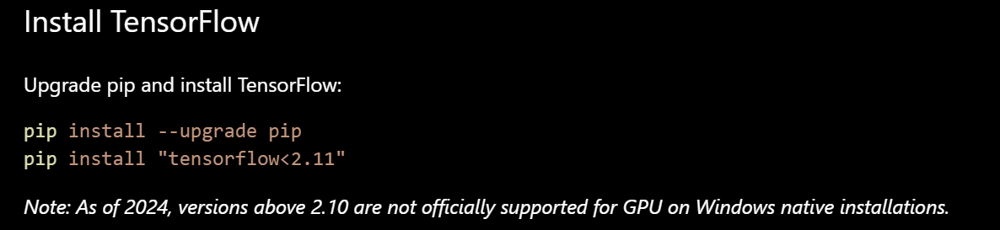 Install TensorFlow
Upgrade pip and install TensorFlow:
pip install --upgrade pip
pip install "tensorflow<2.11"
Note: As of 2024, versions above 2.10 are not officially supported for GPU on Windows native installations.